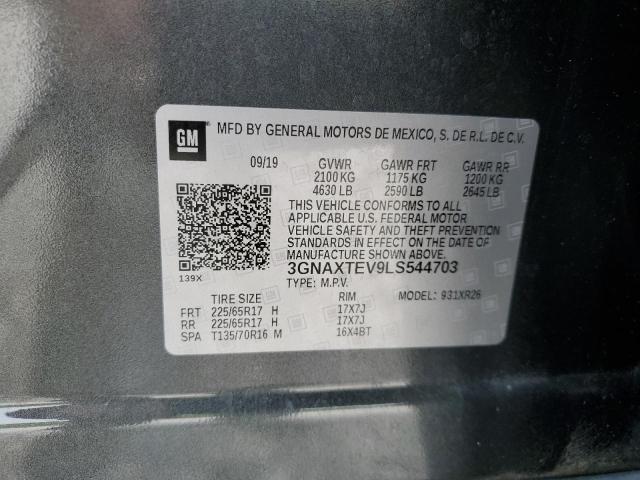 GM
MFD BY GENERAL MOTORS DE MEXICO, S. DE R.L. DE C.V.
09/19 GVWR GAWR FRT GAWR RR
2100 KG 1175 KG 1200 KG
4630 LB 2590 LB 2645 LB
THIS VEHICLE CONFORMS TO ALL
APPLICABLE U.S. FEDERAL MOTOR
VEHICLE SAFETY AND THEFT PREVENTION
STANDARDS IN EFFECT ON THE DATE OF
MANUFACTURE SHOWN ABOVE.
139X 3GNAXTEV9LS544703
TYPE: M.P.V.
TIRE SIZE RIM MODEL: 931XR26
FRT 225/65R17 H 17X7J
RR 225/65R17 H 17X7J
SPA T135/70R16 M 16X4BT